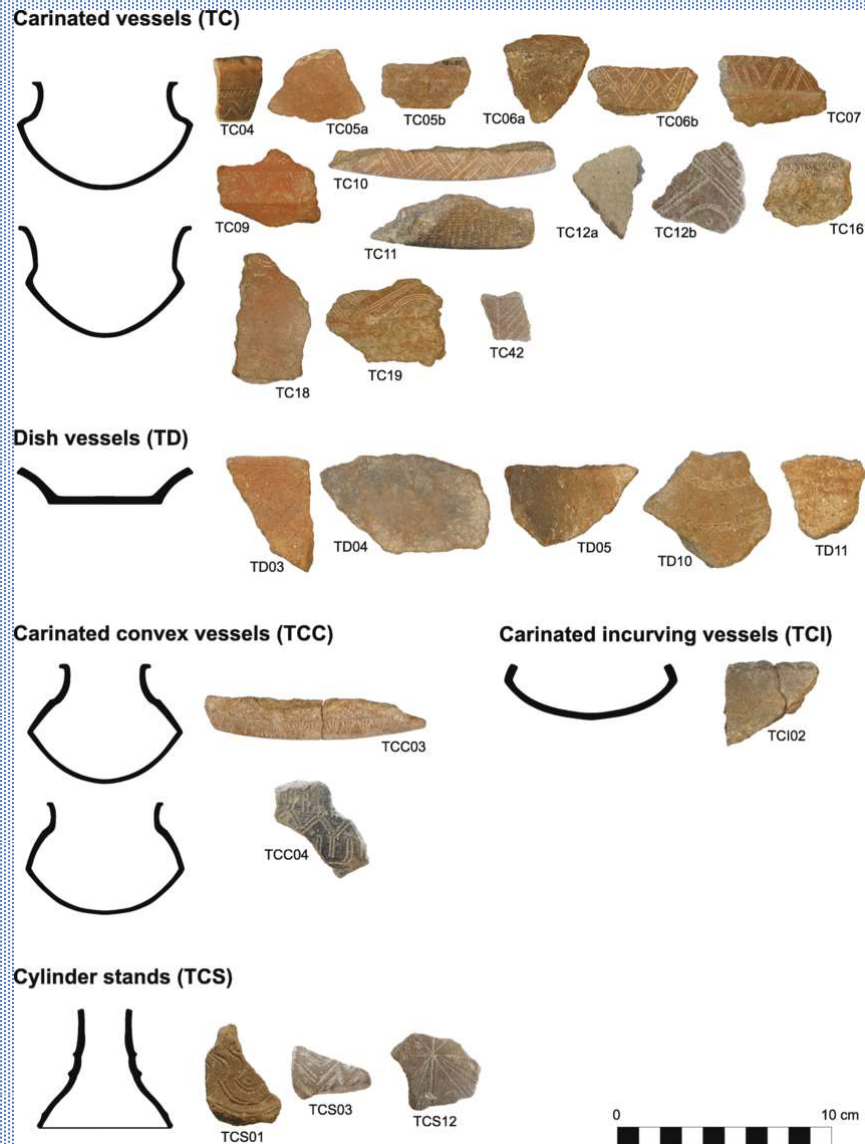 Carinated vessels (TC)
TC04
TC05a
TC05b
TC06a
TC06b
TC07
TC09
TC10
TC11
TC12a
TC12b
TC16
TC18
TC19
TC42
Dish vessels (TD)
TD03
TD04
TD05
TD10
TD11
Carinated convex vessels (TCC)
TCC03
TCC04
Carinated incurving vessels (TCI)
TCI02
Cylinder stands (TCS)
TCS01
TCS03
TCS12
0
10 cm